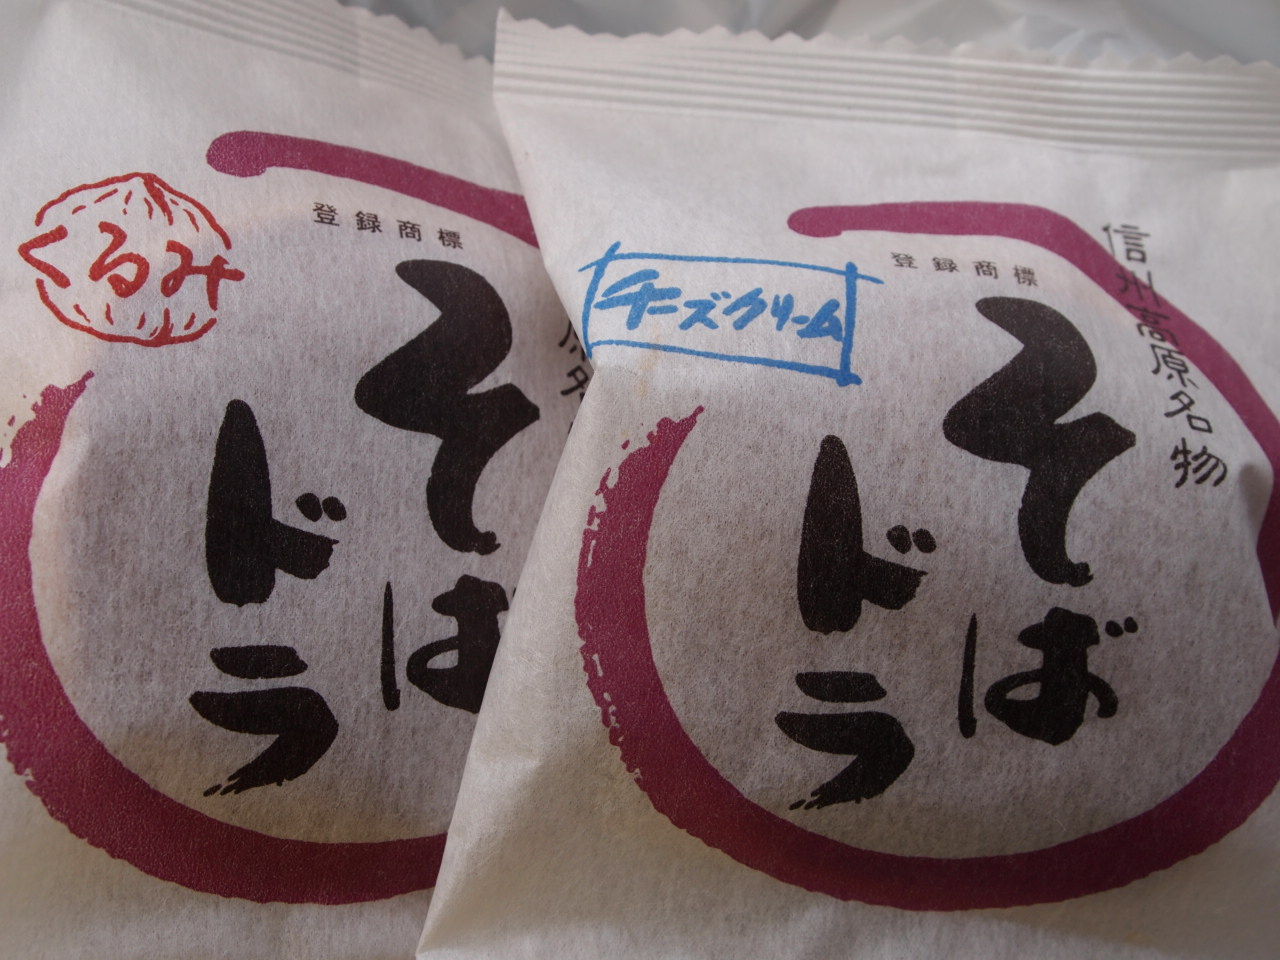 くるみ
登録商標
そば
ドラ
チーズクリーム
登録商標
信州高原名物
そば
ドラ